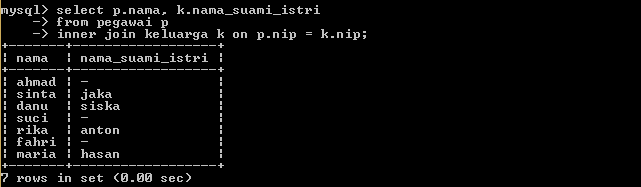 mysql> select p.nama, k.nama_suami_istri
    -> from pegawai p
    -> inner join keluarga k on p.nip = k.nip;
+--------+------------------+
| nama   | nama_suami_istri |
+--------+------------------+
| ahmad  | -                |
| sinta  | jaka             |
| danu   | siska            |
| suci   | -                |
| rika   | anton            |
| fahri  | -                |
| maria  | hasan            |
+--------+------------------+
7 rows in set (0.00 sec)